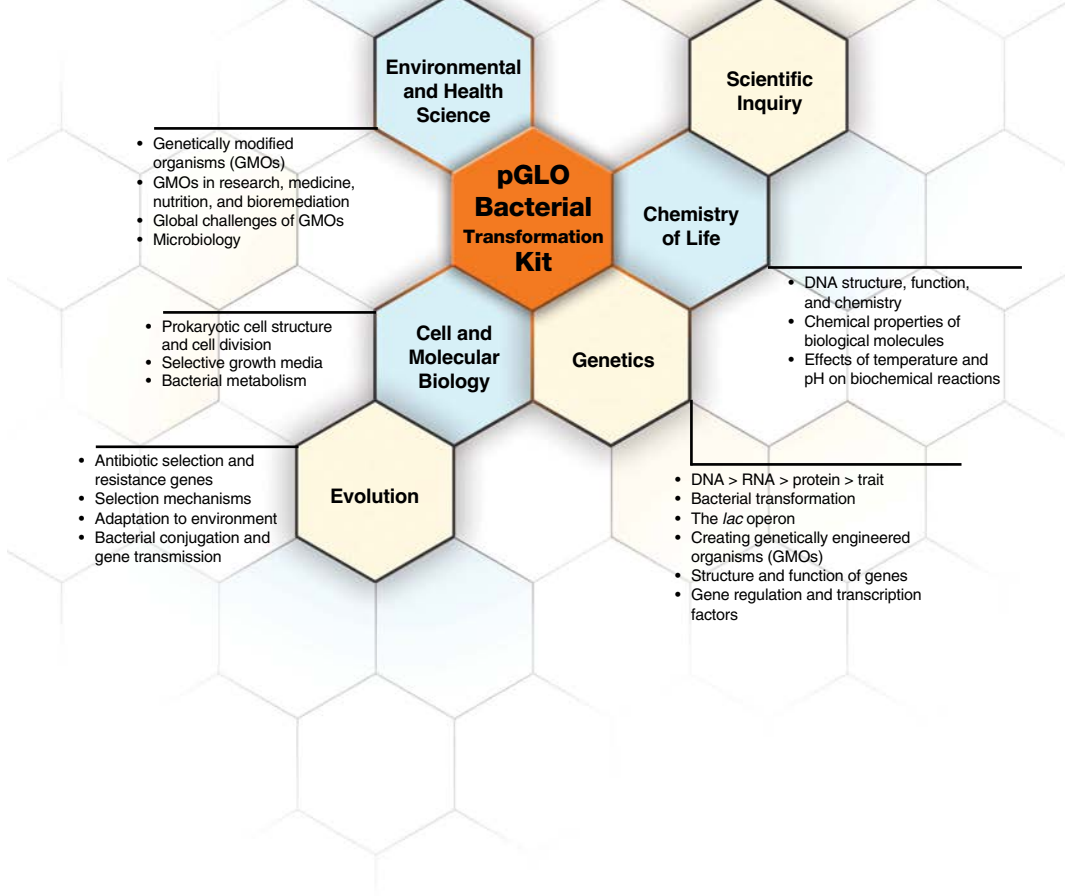 Environmental
and Health
Science
Scientific
Inquiry
• Genetically modified
organisms (GMOs)
• GMOs in research, medicine,
nutrition, and bioremediation
• Global challenges of GMOs
• Microbiology
pGLO
Bacterial
Transformation
Kit
Chemistry
of Life
• DNA structure, function,
and chemistry
• Chemical properties of
biological molecules
• Effects of temperature and
pH on biochemical reactions
• Prokaryotic cell structure
and cell division
• Selective growth media
• Bacterial metabolism
Cell and
Molecular
Biology
Genetics
• Antibiotic selection and
resistance genes
• Selection mechanisms
• Adaptation to environment
• Bacterial conjugation and
gene transmission
Evolution
• DNA > RNA > protein > trait
• Bacterial transformation
• The lac operon
• Creating genetically engineered
organisms (GMOs)
• Structure and function of genes
• Gene regulation and transcription
factors